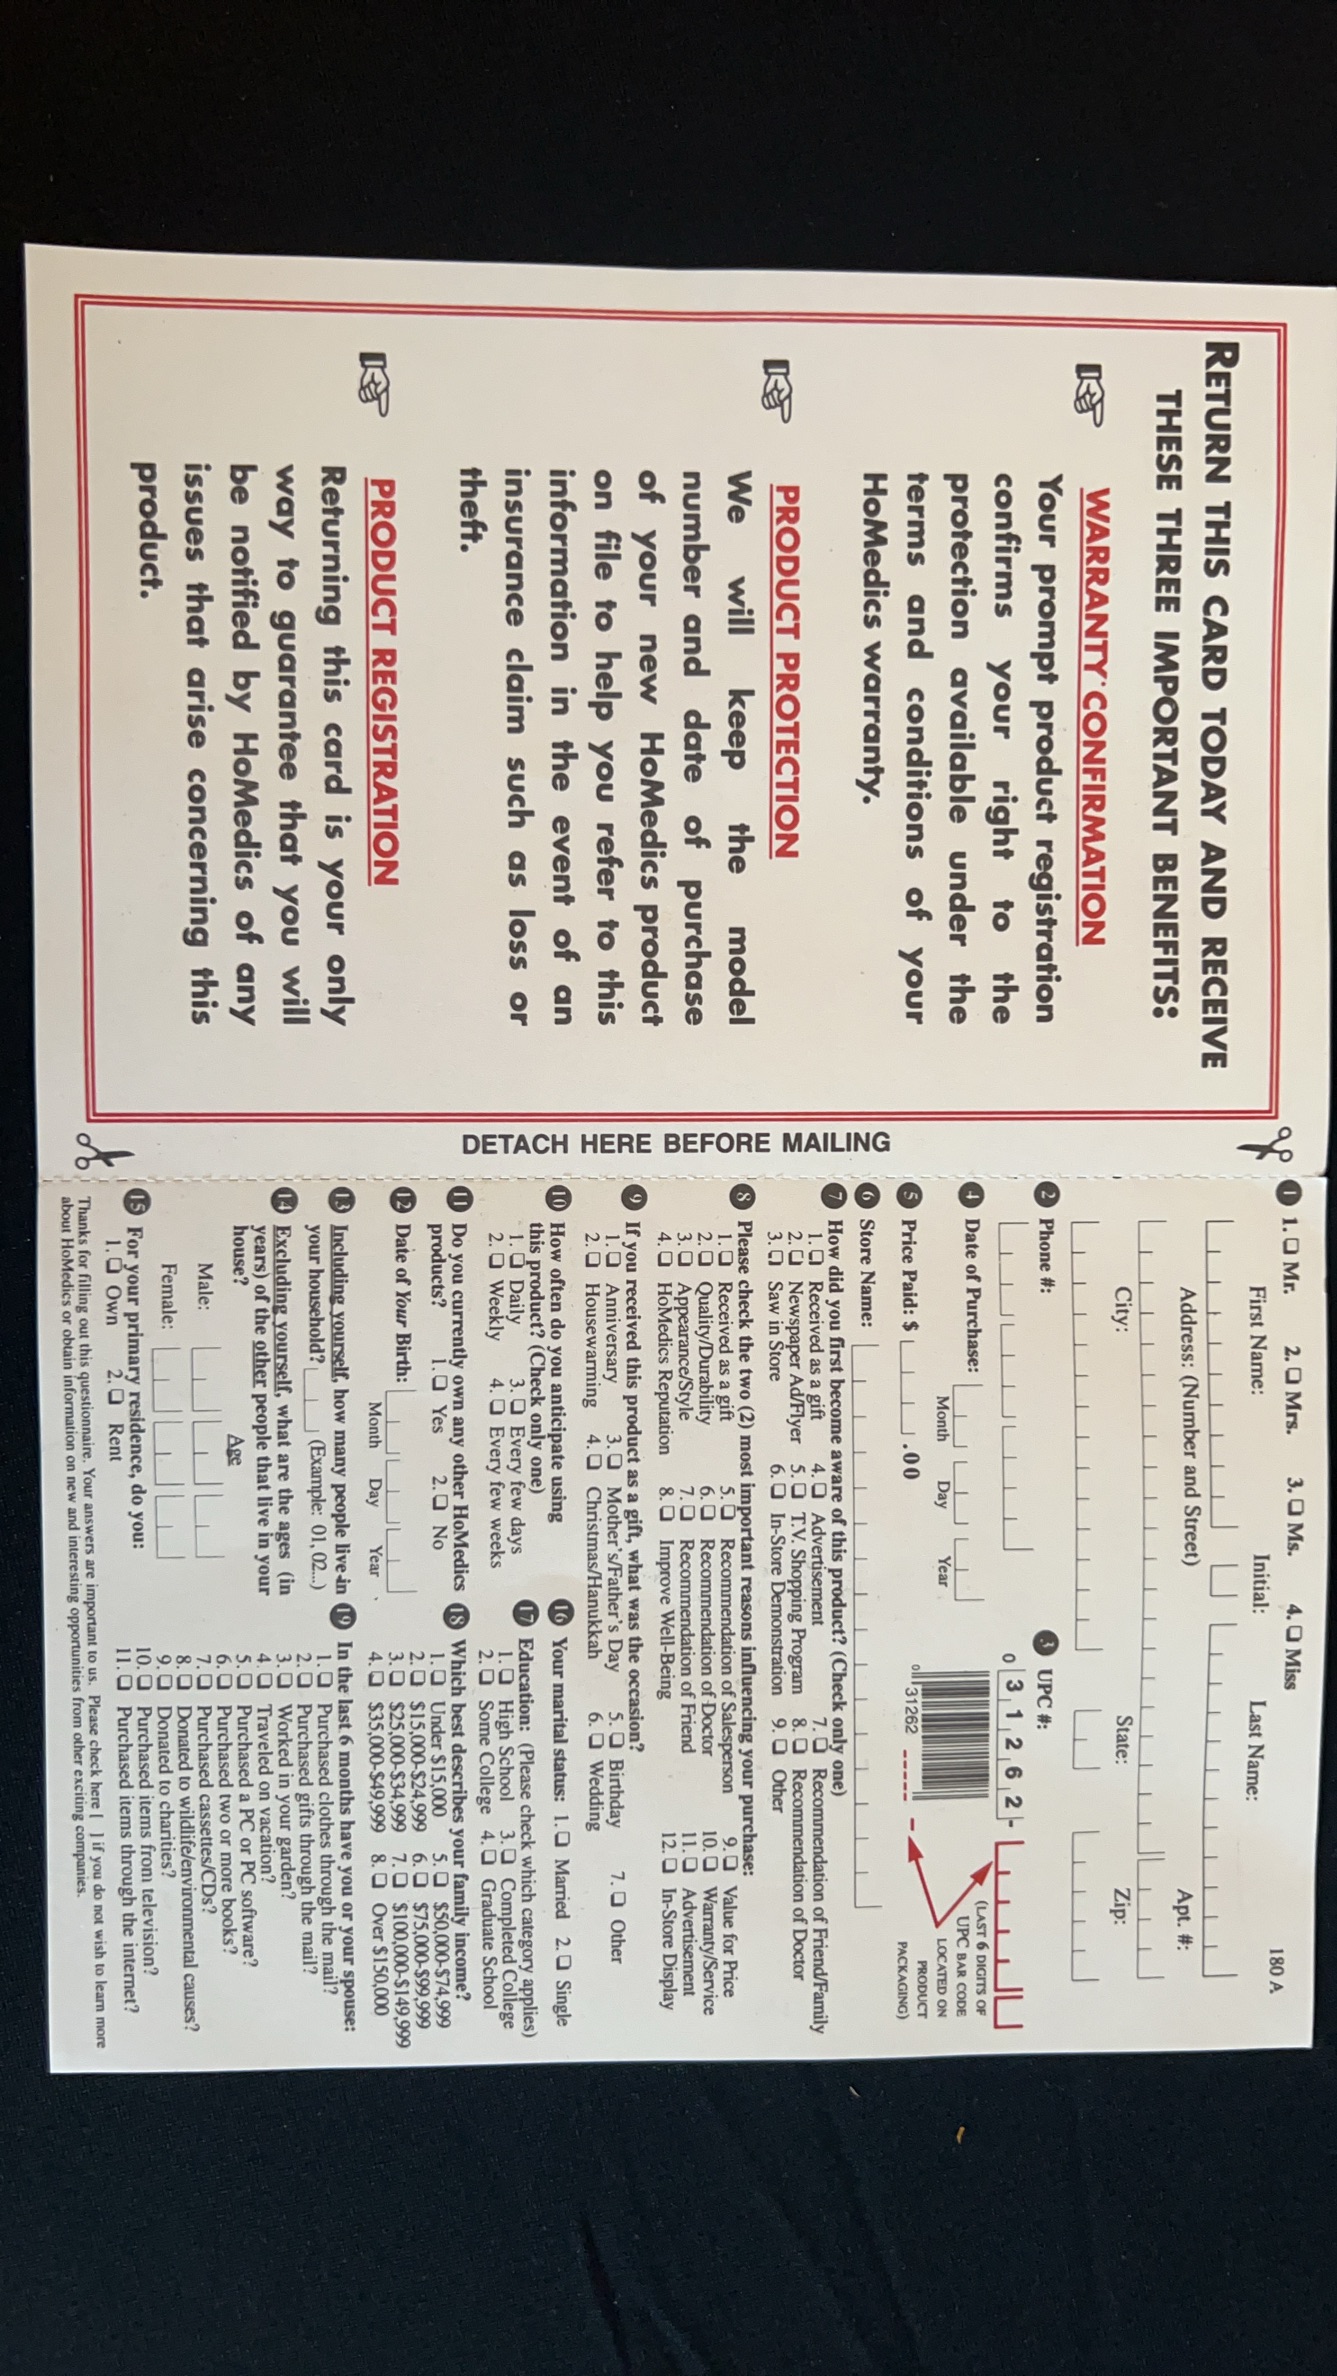 RETURN THIS CARD TODAY AND RECEIVE
THESE THREE IMPORTANT BENEFITS:
WARRANTY CONFIRMATION
Your prompt product registration
confirms your right to the
protection available under the
terms and conditions of your
HoMedics warranty.
PRODUCT PROTECTION
We will keep the model
number and date of purchase
of your new HoMedics product
on file to help you refer to this
information in the event of an
insurance claim such as loss or
theft.
PRODUCT REGISTRATION
Returning this card is your only
way to guarantee that you will
be notified by HoMedics of any
issues that arise concerning this
product.
DETACH HERE BEFORE MAILING
180 A
1 1. ❏ Mr. 2. ❏ Mrs. 3. ❏ Ms. 4. ❏ Miss
First Name: Initial: Last Name:
Address: (Number and Street) Apt. #:
City: State: Zip:
2 Phone #: 3 UPC #:
0 3 1 2 6 2 -
(LAST 6 DIGITS OF
UPC BAR CODE
LOCATED ON
PRODUCT
PACKAGING)
0 31262
4 Date of Purchase:
Month Day Year
5 Price Paid: $ .00
6 Store Name:
7 How did you first become aware of this product? (Check only one)
1. ❏ Received as a gift 4. ❏ Advertisement 7. ❏ Recommendation of Friend/Family
2. ❏ Newspaper Ad/Flyer 5. ❏ T.V. Shopping Program 8. ❏ Recommendation of Doctor
3. ❏ Saw in Store 6. ❏ In-Store Demonstration 9. ❏ Other
8 Please check the two (2) most important reasons influencing your purchase:
1. ❏ Received as a gift 5. ❏ Recommendation of Salesperson 9. ❏ Value for Price
2. ❏ Quality/Durability 6. ❏ Recommendation of Doctor 10. ❏ Warranty/Service
3. ❏ Appearance/Style 7. ❏ Recommendation of Friend 11. ❏ Advertisement
4. ❏ HoMedics Reputation 8. ❏ Improve Well-Being 12. ❏ In-Store Display
9 If you received this product as a gift, what was the occasion?
1. ❏ Anniversary 3. ❏ Mother's/Father's Day 5. ❏ Birthday 7. ❏ Other
2. ❏ Housewarming 4. ❏ Christmas/Hanukkah 6. ❏ Wedding
10 How often do you anticipate using
this product? (Check only one)
1. ❏ Daily 3. ❏ Every few days
2. ❏ Weekly 4. ❏ Every few weeks
11 Do you currently own any other HoMedics
products? 1. ❏ Yes 2. ❏ No
12 Date of Your Birth:
Month Day Year
13 Including yourself, how many people live in
your household? (Example: 01, 02...)
14 Excluding yourself, what are the ages (in
years) of the other people that live in your
house?
Age
Male:
Female:
15 For your primary residence, do you:
1. ❏ Own 2. ❏ Rent
16 Your marital status: 1. ❏ Married 2. ❏ Single
17 Education: (Please check which category applies)
1. ❏ High School 3. ❏ Completed College
2. ❏ Some College 4. ❏ Graduate School
18 Which best describes your family income?
1. ❏ Under $15,000 5. ❏ $50,000-$74,999
2. ❏ $15,000-$24,999 6. ❏ $75,000-$99,999
3. ❏ $25,000-$34,999 7. ❏ $100,000-$149,999
4. ❏ $35,000-$49,999 8. ❏ Over $150,000
19 In the last 6 months have you or your spouse:
1. ❏ Purchased clothes through the mail?
2. ❏ Purchased gifts through the mail?
3. ❏ Worked in your garden?
4. ❏ Traveled on vacation?
5. ❏ Purchased a PC or PC software?
6. ❏ Purchased two or more books?
7. ❏ Purchased cassettes/CDs?
8. ❏ Donated to wildlife/environmental causes?
9. ❏ Donated to charities?
10. ❏ Purchased items from television?
11. ❏ Purchased items through the internet?
Thanks for filling out this questionnaire. Your answers are important to us. Please check here [ ] if you do not wish to learn more
about HoMedics or obtain information on new and interesting opportunities from other exciting companies.